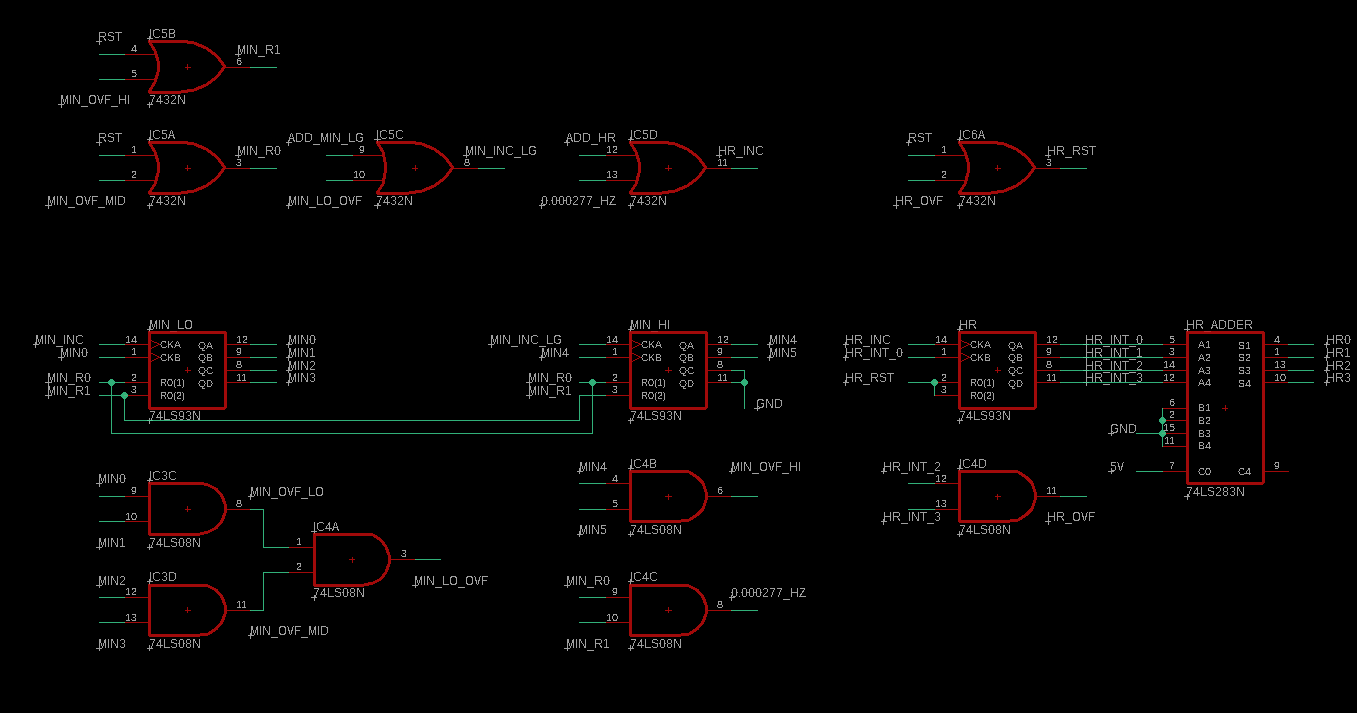 RST
IC5B
4
MIN_R1
6
5
MIN_OVF_HI
7432N
RST
IC5A
1
MIN_R0
3
2
MIN_OVF_MID
7432N
ADD_MIN_LG
IC5C
9
MIN_INC_LG
8
10
MIN_LO_OVF
7432N
ADD_HR
IC5D
12
HR_INC
11
13
0.000277_HZ
7432N
RST
IC6A
1
HR_RST
3
2
HR_OVF
7432N
MIN_LO
MIN_INC
14
CKA
QA
12
MIN0
MIN0
1
CKB
QB
9
MIN1
QC
8
MIN2
MIN_R0
2
R0(1)
QD
11
MIN3
MIN_R1
3
R0(2)
74LS93N
MIN_HI
MIN_INC_LG
14
CKA
QA
12
MIN4
MIN4
1
CKB
QB
9
MIN5
QC
8
MIN_R0
2
R0(1)
QD
11
MIN_R1
3
R0(2)
GND
74LS93N
HR
HR_INC
14
CKA
QA
12
HR_INT_0
HR_INT_0
1
CKB
QB
9
HR_INT_1
QC
8
HR_INT_2
HR_RST
2
R0(1)
QD
11
HR_INT_3
3
R0(2)
74LS93N
HR_ADDER
5
A1
S1
4
HR0
3
A2
S2
1
HR1
14
A3
S3
13
HR2
12
A4
S4
10
HR3
6
B1
2
B2
GND
15
B3
11
B4
5V
7
C0
C4
9
74LS283N
MIN0
IC3C
9
8
MIN_OVF_LO
10
MIN1
74LS08N
IC4A
1
3
2
MIN_LO_OVF
74LS08N
MIN2
IC3D
12
11
13
MIN_OVF_MID
MIN3
74LS08N
MIN4
IC4B
4
MIN_OVF_HI
6
5
MIN5
74LS08N
MIN_R0
IC4C
9
0.000277_HZ
8
10
MIN_R1
74LS08N
HR_INT_2
IC4D
12
11
13
HR_INT_3
HR_OVF
74LS08N